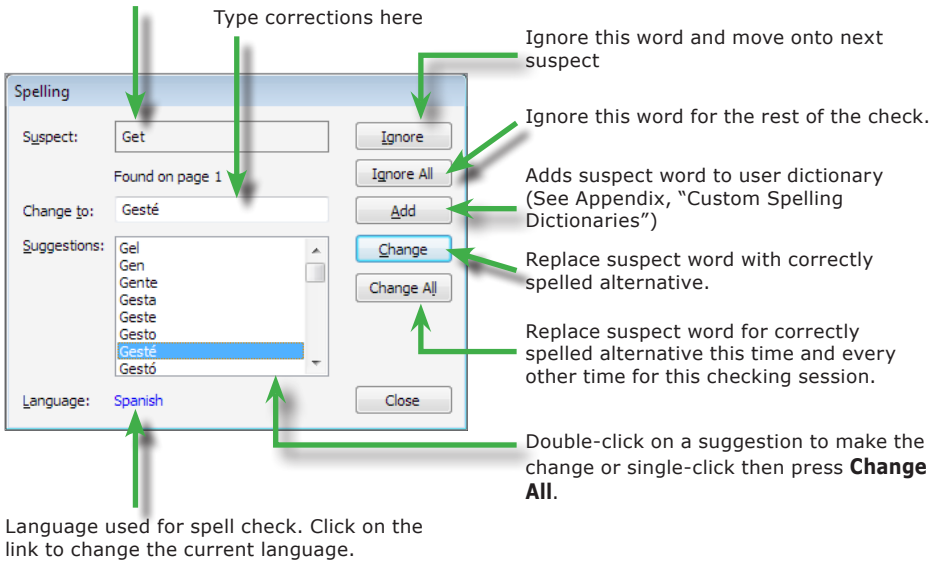 Type corrections here
Ignore this word and move onto next
suspect
Spelling
Suspect:
Get
Ignore
Ignore this word for the rest of the check.
Found on page 1
Ignore All
Adds suspect word to user dictionary
(See Appendix, “Custom Spelling
Dictionaries”)
Change to:
Gesté
Add
Suggestions:
Gel
Gen
Gente
Gesta
Geste
Gesto
Gesté
Gestó
Change
Replace suspect word with correctly
spelled alternative.
Change All
Replace suspect word for correctly
spelled alternative this time and every
other time for this checking session.
Language:
Spanish
Close
Double-click on a suggestion to make the
change or single-click then press Change
All.
Language used for spell check. Click on the
link to change the current language.